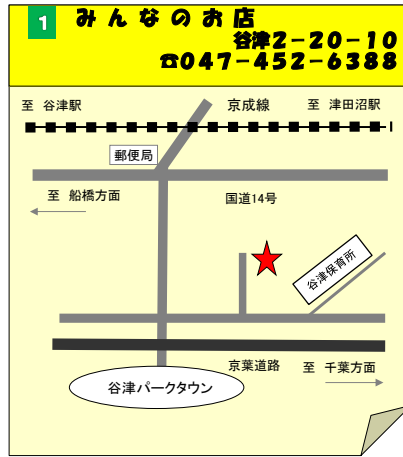 1 みんなのお店
谷津2-20-10
☎047-452-6388
至 谷津駅 京成線 至 津田沼駅
郵便局
至 船橋方面 国道14号
谷津保育所
京葉道路 至 千葉方面
谷津パークタウン